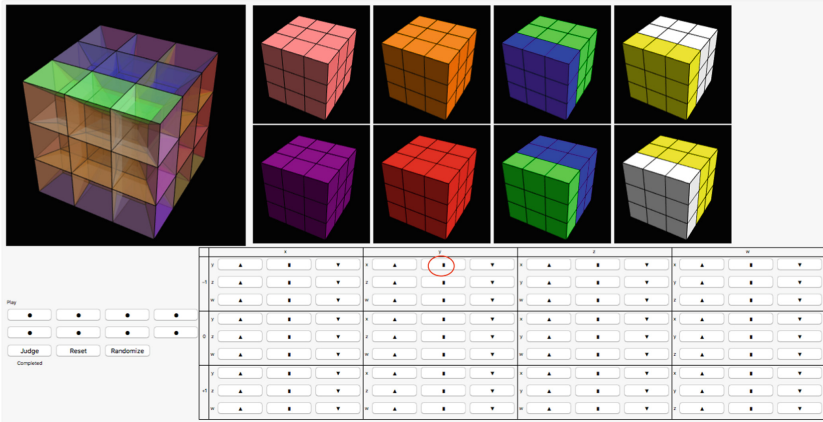 x y z w
y ▲ ▮ ▼ x ▲ ▮ ▼ x ▲ ▮ ▼ x ▲ ▮ ▼
-1 z ▲ ▮ ▼ z ▲ ▮ ▼ y ▲ ▮ ▼ y ▲ ▮ ▼
w ▲ ▮ ▼ w ▲ ▮ ▼ w ▲ ▮ ▼ z ▲ ▮ ▼
Play
● ● ● ●
y ▲ ▮ ▼ x ▲ ▮ ▼ x ▲ ▮ ▼ x ▲ ▮ ▼
● ● ● ●
0 z ▲ ▮ ▼ z ▲ ▮ ▼ y ▲ ▮ ▼ y ▲ ▮ ▼
Judge Reset Randomize
w ▲ ▮ ▼ w ▲ ▮ ▼ w ▲ ▮ ▼ z ▲ ▮ ▼
Completed
y ▲ ▮ ▼ x ▲ ▮ ▼ x ▲ ▮ ▼ x ▲ ▮ ▼
+1 z ▲ ▮ ▼ z ▲ ▮ ▼ y ▲ ▮ ▼ y ▲ ▮ ▼
w ▲ ▮ ▼ w ▲ ▮ ▼ w ▲ ▮ ▼ z ▲ ▮ ▼